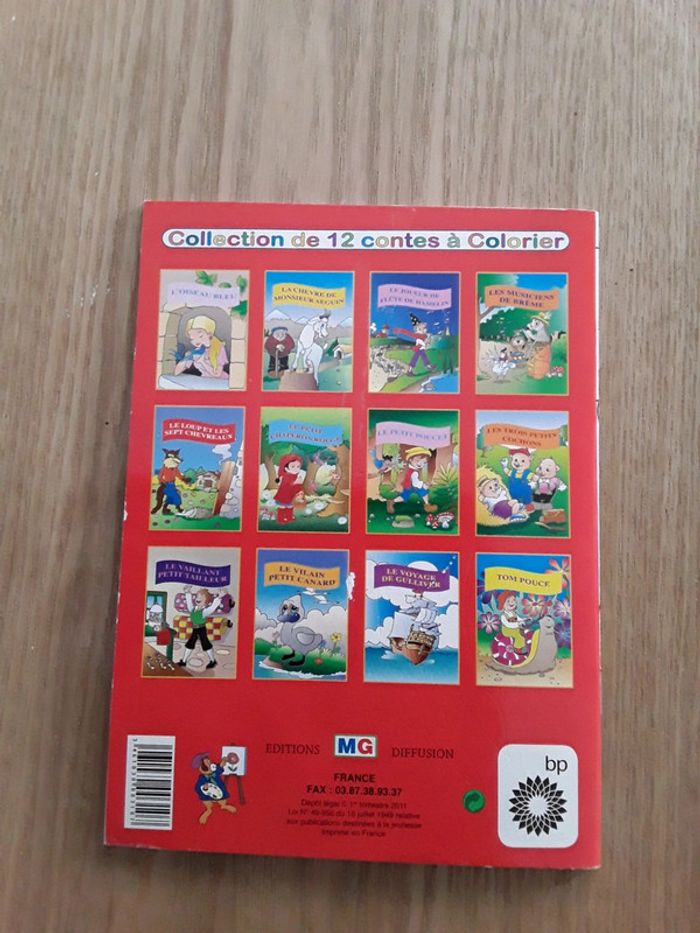 Collection de 12 contes à Colorier
L'OISEAU BLEU
LA CHEVRE DE
MONSIEUR SEGUIN
LE JOUEUR DE
FLÛTE DE HAMELIN
LES MUSICIENS
DE BRÊME
LE LOUP ET LES
SEPT CHEVREAUX
LE PETIT
CHAPERON ROUGE
LE PETIT POUCET
LES TROIS PETITS
COCHONS
LE VAILLANT
PETIT TAILLEUR
LE VILAIN
PETIT CANARD
LE VOYAGE
DE GULLIVER
TOM POUCE
EDITIONS MG DIFFUSION
FRANCE
FAX : 03.87.38.93.37
Dépôt légal © 1er trimestre 2011
Loi N° 49-956 du 16 juillet 1949 relative
aux publications destinées à la jeunesse
Imprimé en France
bp